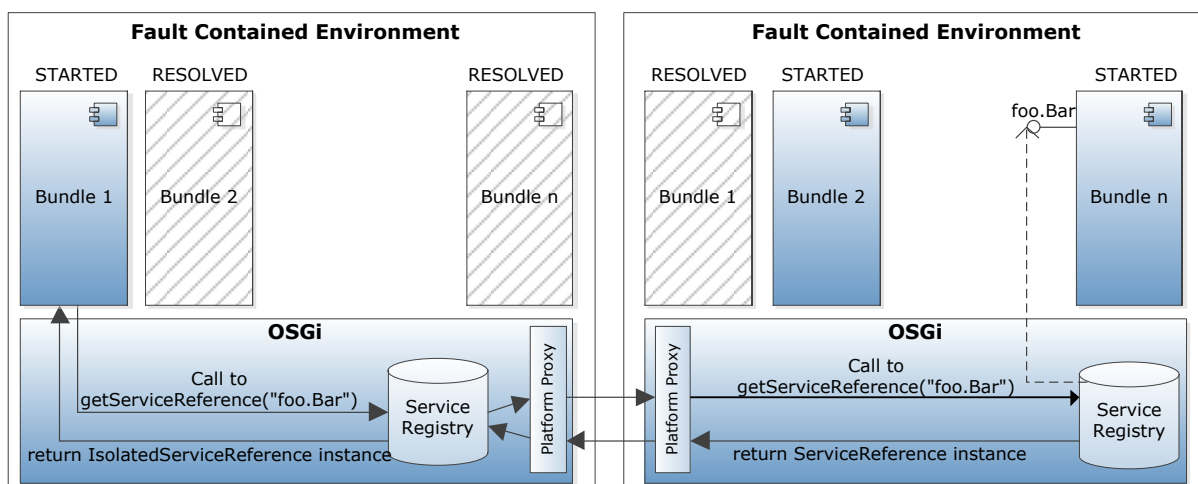 Fault Contained Environment
STARTED
RESOLVED
RESOLVED
Bundle 1
Bundle 2
Bundle n
OSGi
Call to
getServiceReference("foo.Bar")
Service
Registry
Platform Proxy
return IsolatedServiceReference instance
Fault Contained Environment
RESOLVED
STARTED
STARTED
foo.Bar
Bundle 1
Bundle 2
Bundle n
OSGi
Platform Proxy
Call to
getServiceReference("foo.Bar")
Service
Registry
return ServiceReference instance